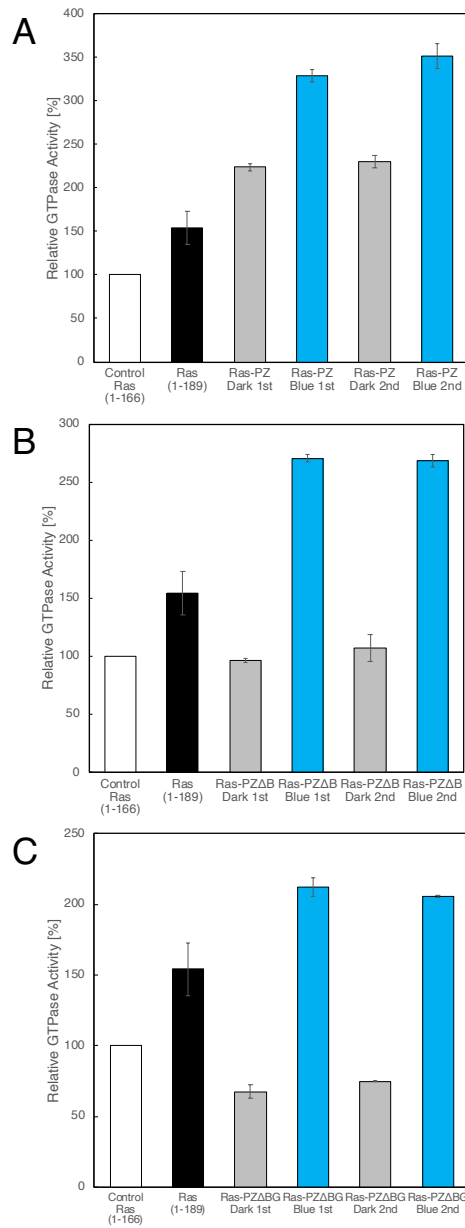 A
Relative GTPase Activity [%]
400
350
300
250
200
150
100
50
0
Control Ras (1-166)
Ras (1-189)
Ras-PZ Dark 1st
Ras-PZ Blue 1st
Ras-PZ Dark 2nd
Ras-PZ Blue 2nd
B
Relative GTPase Activity [%]
300
250
200
150
100
50
0
Control Ras (1-166)
Ras (1-189)
Ras-PZΔB Dark 1st
Ras-PZΔB Blue 1st
Ras-PZΔB Dark 2nd
Ras-PZΔB Blue 2nd
C
Relative GTPase Activity [%]
250
200
150
100
50
0
Control Ras (1-166)
Ras (1-189)
Ras-PZΔBG Dark 1st
Ras-PZΔBG Blue 1st
Ras-PZΔBG Dark 2nd
Ras-PZΔBG Blue 2nd